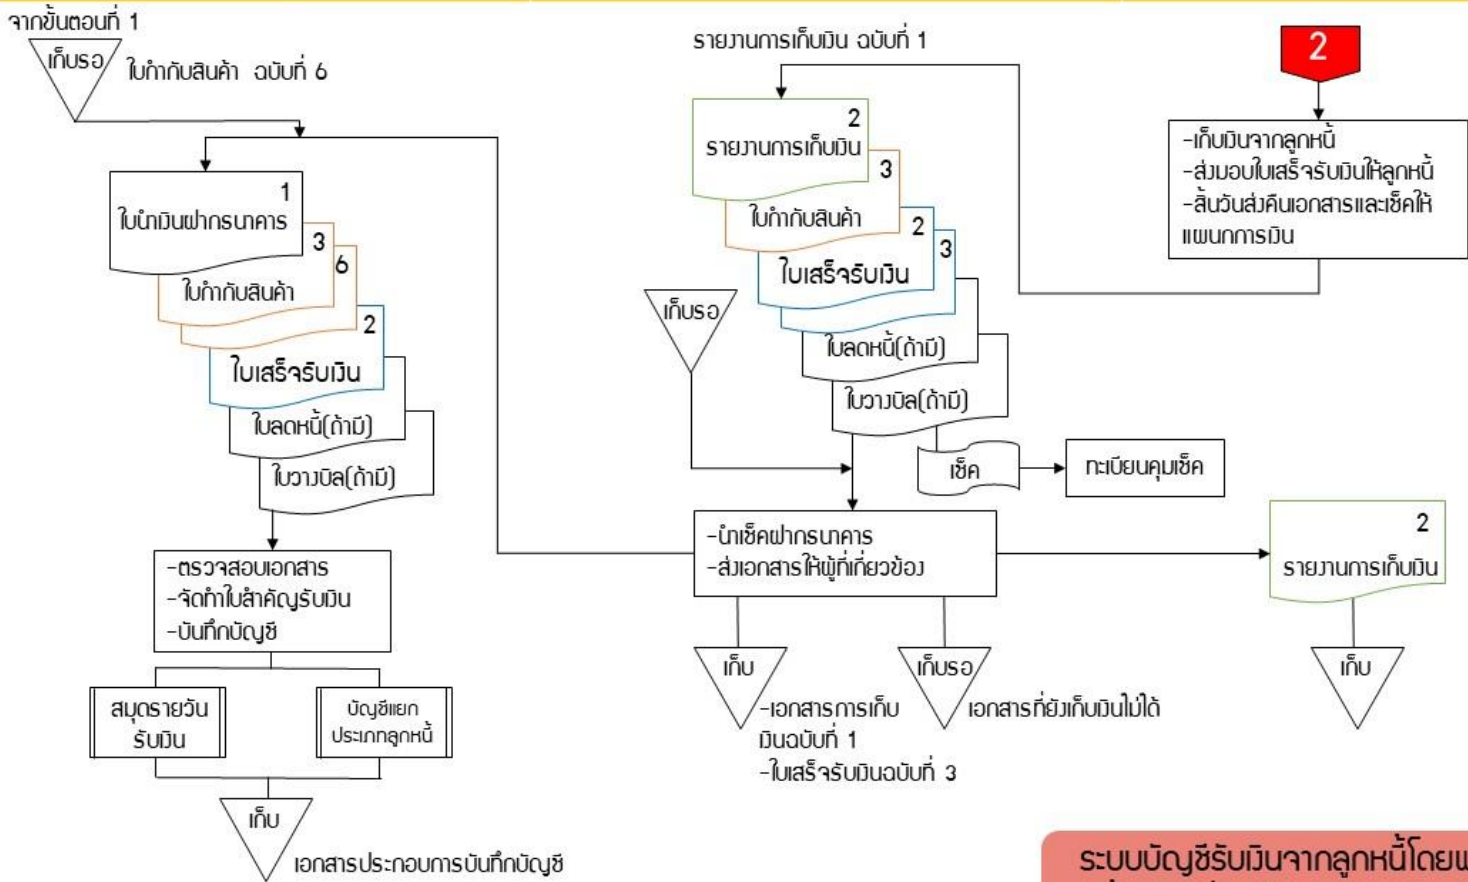 จากขั้นตอนที่ 1
เก็บรอ
ใบกำกับสินค้า ฉบับที่ 6
1
ใบนำเงินฝากธนาคาร
3
6
ใบกำกับสินค้า
2
ใบเสร็จรับเงิน
ใบลดหนี้(ถ้ามี)
ใบวางบิล(ถ้ามี)
-ตรวจสอบเอกสาร
-จัดทำใบสำคัญรับเงิน
-บันทึกบัญชี
สมุดรายวัน
รับเงิน
บัญชีแยก
ประเภทลูกหนี้
เก็บ
เอกสารประกอบการบันทึกบัญชี
รายงานการเก็บเงิน ฉบับที่ 1
2
รายงานการเก็บเงิน
3
ใบกำกับสินค้า
2
3
ใบเสร็จรับเงิน
เก็บรอ
ใบลดหนี้(ถ้ามี)
ใบวางบิล(ถ้ามี)
เช็ค
ทะเบียนคุมเช็ค
-นำเช็คฝากธนาคาร
-ส่งเอกสารให้ผู้ที่เกี่ยวข้อง
เก็บ
-เอกสารการเก็บ
เงินฉบับที่ 1
-ใบเสร็จรับเงินฉบับที่ 3
เก็บรอ
เอกสารที่ยังเก็บเงินไม่ได้
2
-เก็บเงินจากลูกหนี้
-ส่งมอบใบเสร็จรับเงินให้ลูกหนี้
-สิ้นวันส่งคืนเอกสารและเช็คให้
แผนกการเงิน
2
รายงานการเก็บเงิน
เก็บ
ระบบบัญชีรับเงินจากลูกหนี้โดย